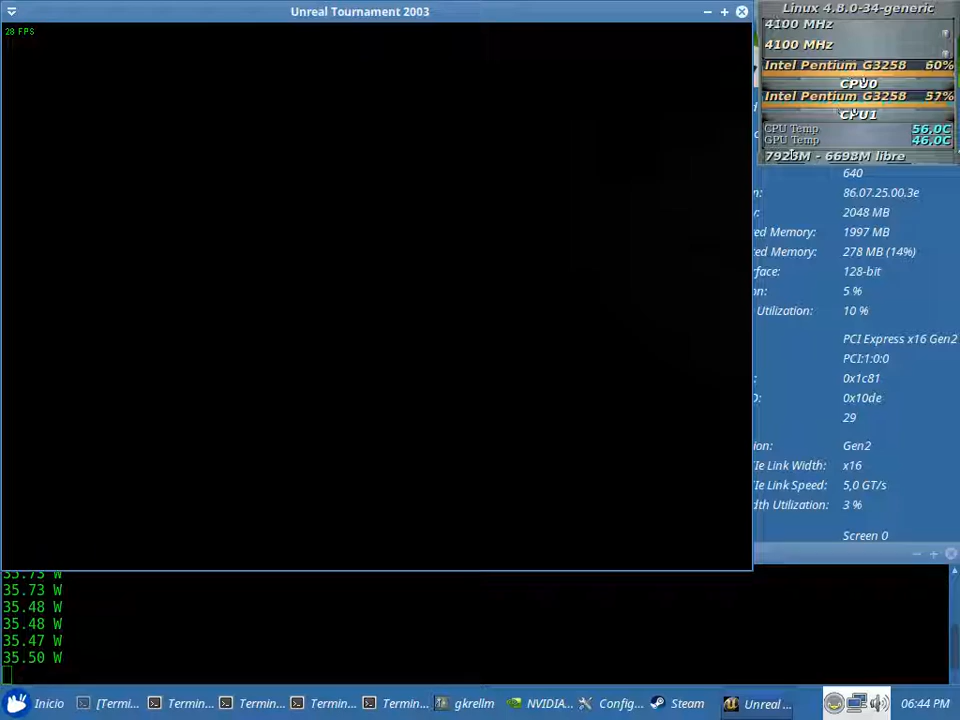 Unreal Tournament 2003
28 FPS
Linux 4.8.0-34-generic
4100 MHz
4100 MHz
Intel Pentium G3258 60%
CPU0
Intel Pentium G3258 57%
CPU1
CPU Temp 56.0C
GPU Temp 46.0C
7923M - 6698M libre
640
n: 86.07.25.00.3e
y: 2048 MB
ed Memory: 1997 MB
ed Memory: 278 MB (14%)
rface: 128-bit
on: 5 %
Utilization: 10 %
PCI Express x16 Gen2
PCI:1:0:0
: 0x1c81
D: 0x10de
29
ion: Gen2
Ie Link Width: x16
Ie Link Speed: 5,0 GT/s
dth Utilization: 3 %
Screen 0
35.73 W
35.73 W
35.48 W
35.48 W
35.47 W
35.50 W
Inicio [Termi... Termin... Termin... Termin... Termin... gkrellm NVIDIA... Config... Steam Unreal ... 06:44 PM